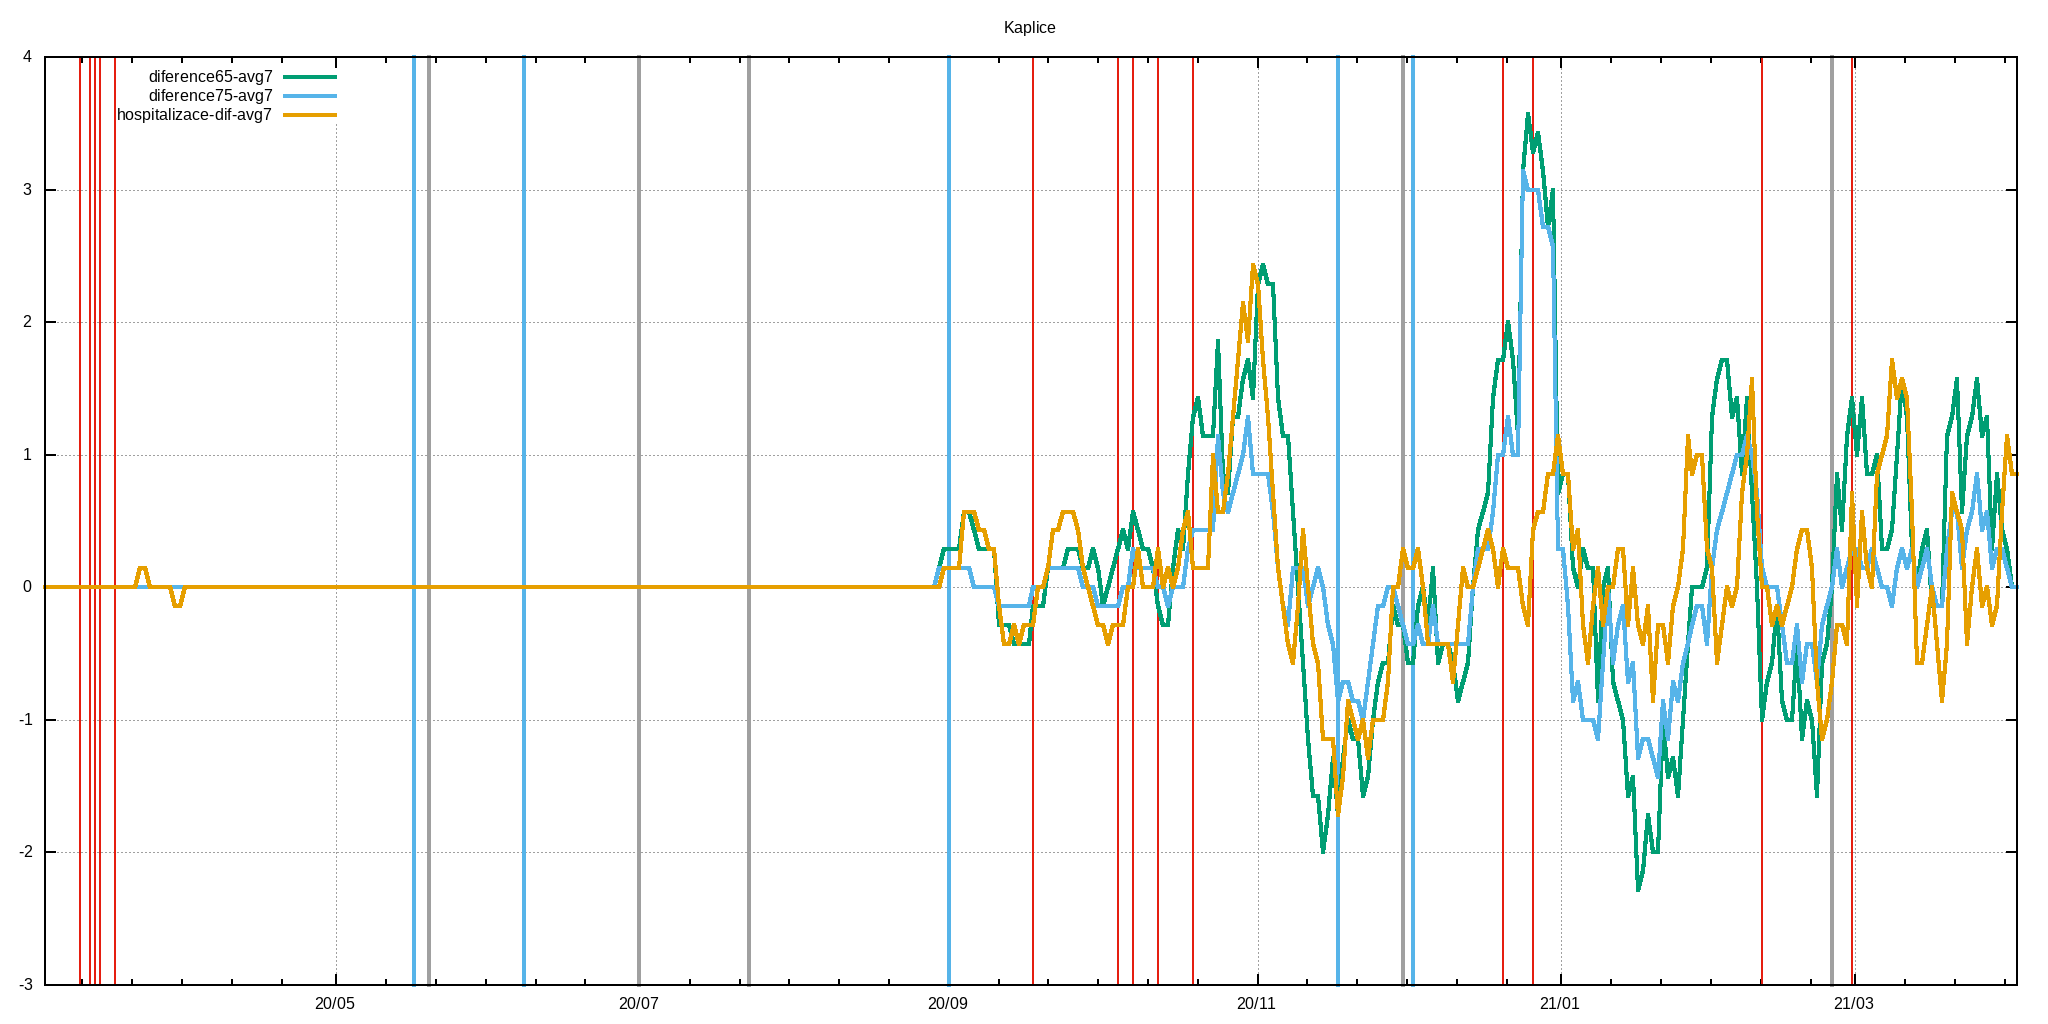 Kaplice
diference65-avg7
diference75-avg7
hospitalizace-dif-avg7
4
3
2
1
0
-1
-2
-3
20/05 20/07 20/09 20/11 21/01 21/03